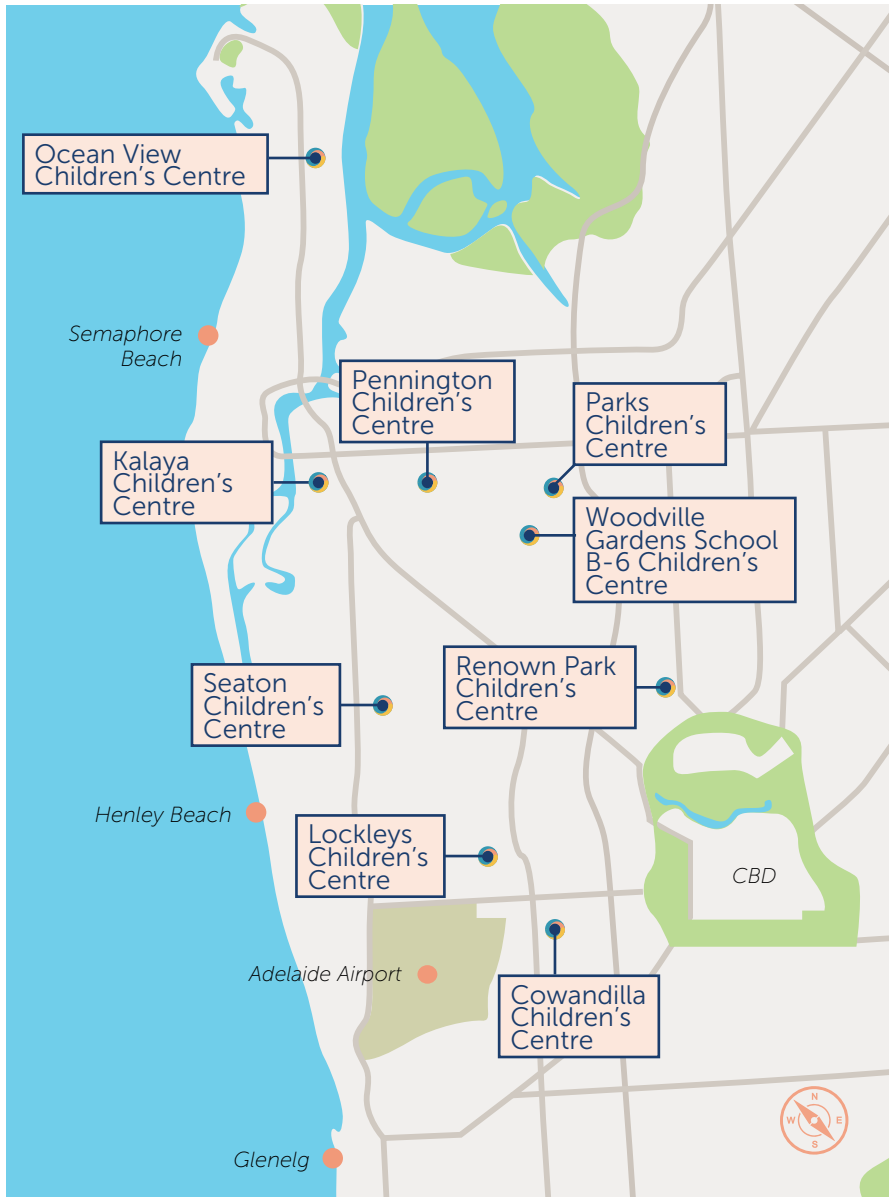 Ocean View
Children's Centre
Semaphore
Beach
Pennington
Children's
Centre
Parks
Children's
Centre
Kalaya
Children's
Centre
Woodville
Gardens School
B-6 Children's
Centre
Renown Park
Children's
Centre
Seaton
Children's
Centre
Henley Beach
Lockleys
Children's
Centre
CBD
Adelaide Airport
Cowandilla
Children's
Centre
N
W E
S
Glenelg